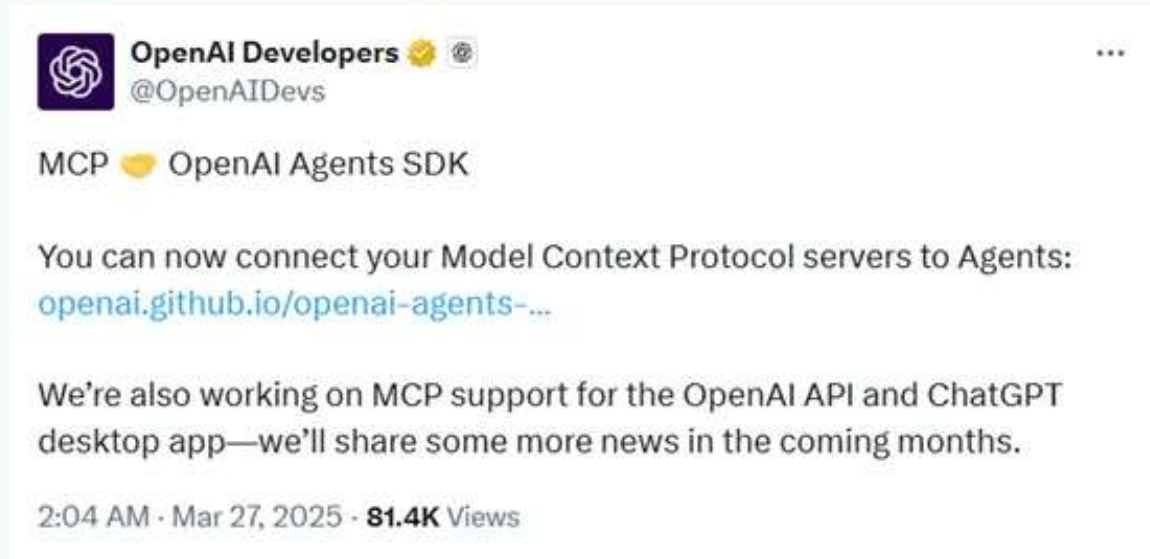 OpenAI Developers
@OpenAIDevs
MCP 🤝 OpenAI Agents SDK
You can now connect your Model Context Protocol servers to Agents:
openai.github.io/openai-agents-...
We’re also working on MCP support for the OpenAI API and ChatGPT
desktop app—we’ll share some more news in the coming months.
2:04 AM · Mar 27, 2025 · 81.4K Views